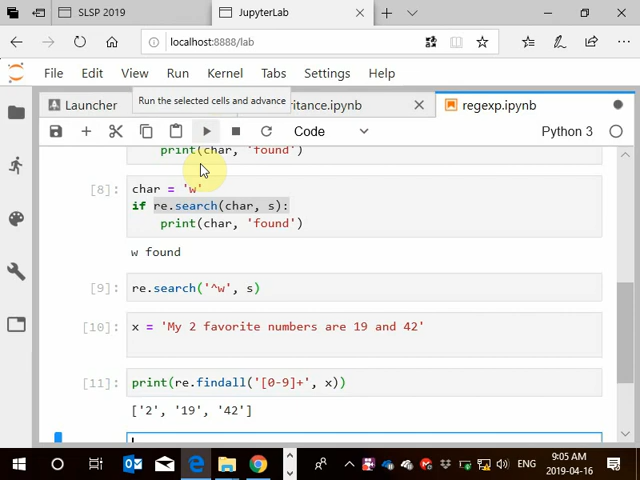 SLSP 2019
JupyterLab
localhost:8888/lab
File Edit View Run Kernel Tabs Settings Help
Run the selected cells and advance
Launcher
itance.ipynb
regexp.ipynb
Code
Python 3
print(char, 'found')
[8]: char = 'w'
if re.search(char, s):
print(char, 'found')
w found
[9]: re.search('^w', s)
[10]: x = 'My 2 favorite numbers are 19 and 42'
[11]: print(re.findall('[0-9]+', x))
['2', '19', '42']
ENG
9:05 AM
2019-04-16